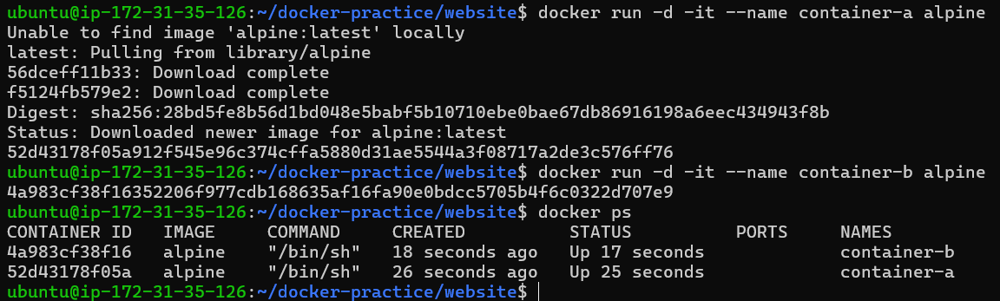 ubuntu@ip-172-31-35-126:~/docker-practice/website$ docker run -d -it --name container-a alpine
Unable to find image 'alpine:latest' locally
latest: Pulling from library/alpine
56dceff11b33: Download complete
f5124fb579e2: Download complete
Digest: sha256:28bd5fe8b56d1bd048e5babf5b10710ebe0bae67db86916198a6eec434943f8b
Status: Downloaded newer image for alpine:latest
52d43178f05a912f545e96c374cffa5880d31ae5544a3f08717a2de3c576ff76
ubuntu@ip-172-31-35-126:~/docker-practice/website$ docker run -d -it --name container-b alpine
4a983cf38f16352206f977cdb168635af16fa90e0bdcc5705b4f6c0322d707e9
ubuntu@ip-172-31-35-126:~/docker-practice/website$ docker ps
CONTAINER ID   IMAGE     COMMAND     CREATED          STATUS          PORTS     NAMES
4a983cf38f16   alpine    "/bin/sh"   18 seconds ago   Up 17 seconds             container-b
52d43178f05a   alpine    "/bin/sh"   26 seconds ago   Up 25 seconds             container-a
ubuntu@ip-172-31-35-126:~/docker-practice/website$